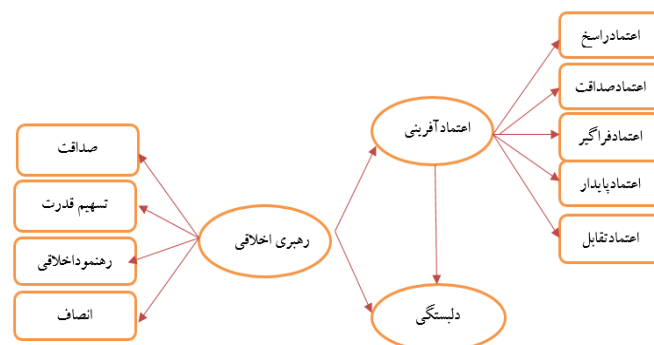 اعتمادراسخ
اعتمادصداقت
اعتمادآفرینی
اعتمادفراگیر
صداقت
اعتمادپایدار
تسهیم قدرت
رهبری اخلاقی
اعتمادتقابل
رهنموداخلاقی
انصاف
دلبستگی